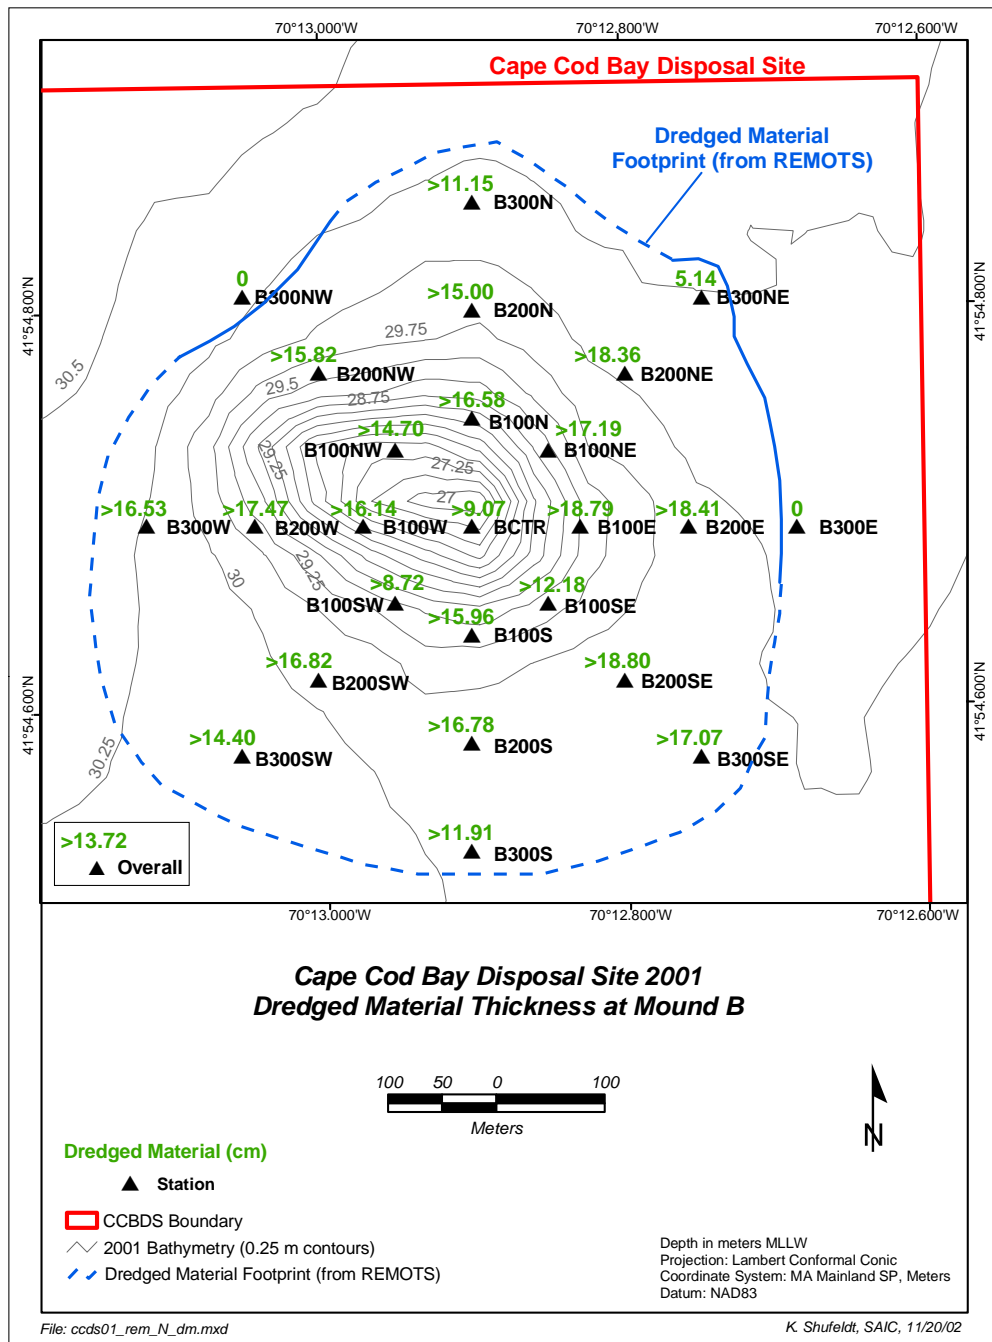 70°13.000'W
70°12.800'W
70°12.600'W
Cape Cod Bay Disposal Site
Dredged Material
Footprint (from REMOTS)
>11.15
B300N
0
B300NW
5.14
B300NE
41°54.800'N
41°54.800'N
>15.00
B200N
29.75
30.5
>15.82
B200NW
>18.36
B200NE
29.5
28.75
>16.58
B100N
>14.70
B100NW
>17.19
B100NE
29.25
27.25
27
>16.53
B300W
>17.47
B200W
>16.14
B100W
>9.07
BCTR
>18.79
B100E
>18.41
B200E
0
B300E
29.25
30
>8.72
B100SW
>12.18
B100SE
>15.96
B100S
>16.82
B200SW
>18.80
B200SE
41°54.600'N
41°54.600'N
>16.78
B200S
>14.40
B300SW
>17.07
B300SE
30.25
>11.91
B300S
>13.72
Overall
70°13.000'W
70°12.800'W
70°12.600'W
Cape Cod Bay Disposal Site 2001
Dredged Material Thickness at Mound B
100 50 0 100
Meters
N
Dredged Material (cm)
Station
CCBDS Boundary
2001 Bathymetry (0.25 m contours)
Dredged Material Footprint (from REMOTS)
Depth in meters MLLW
Projection: Lambert Conformal Conic
Coordinate System: MA Mainland SP, Meters
Datum: NAD83
File: ccds01_rem_N_dm.mxd
K. Shufeldt, SAIC, 11/20/02